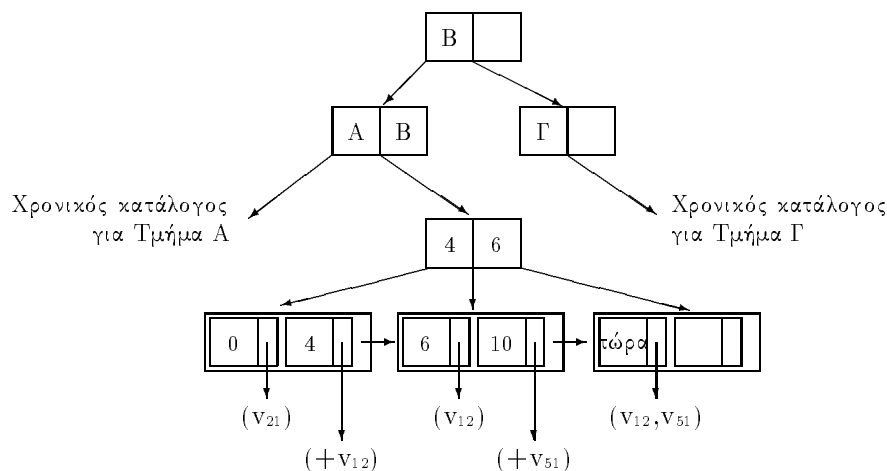 B
A B
Γ
Χρονικός κατάλογος
για Τμήμα Α
Χρονικός κατάλογος
για Τμήμα Γ
4 6
0 4 6 10 τώρα
(v21) (v12) (v12,v51)
(+v12) (+v51)